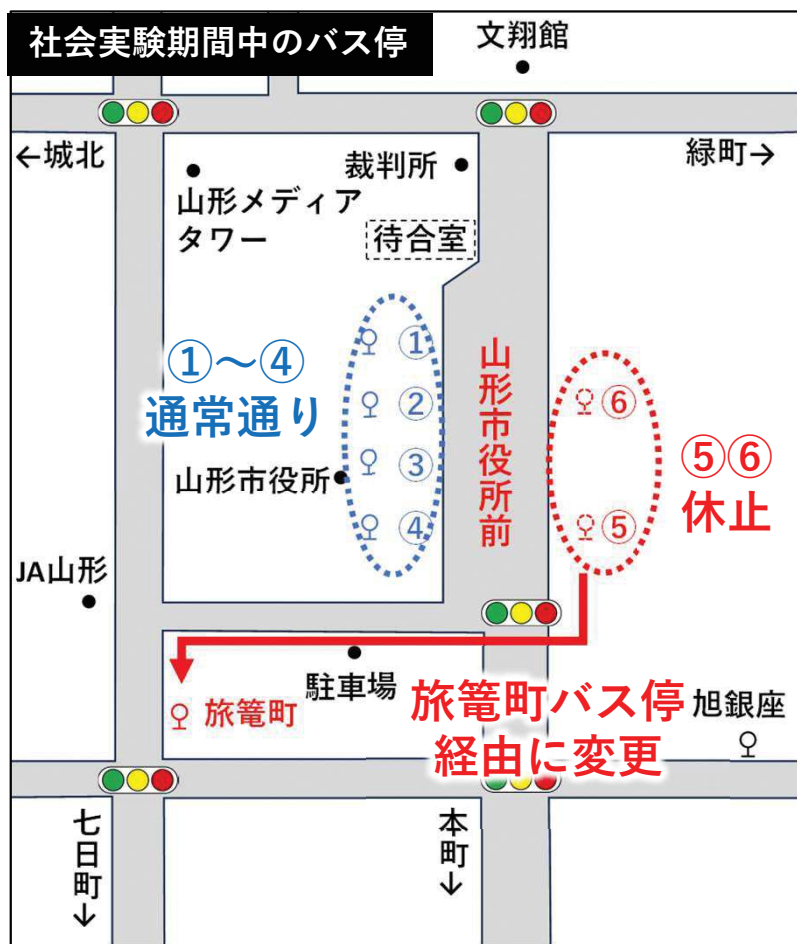 社会実験期間中のバス停
文翔館
←城北
裁判所
緑町→
山形メディア
タワー
待合室
①～④
通常通り
①
②
③
④
山形市役所
山形市役所前
⑥
⑤
⑤⑥
休止
JA山形
旅篭町
駐車場
旅篭町バス停
経由に変更
旭銀座
七日町↓
本町↓